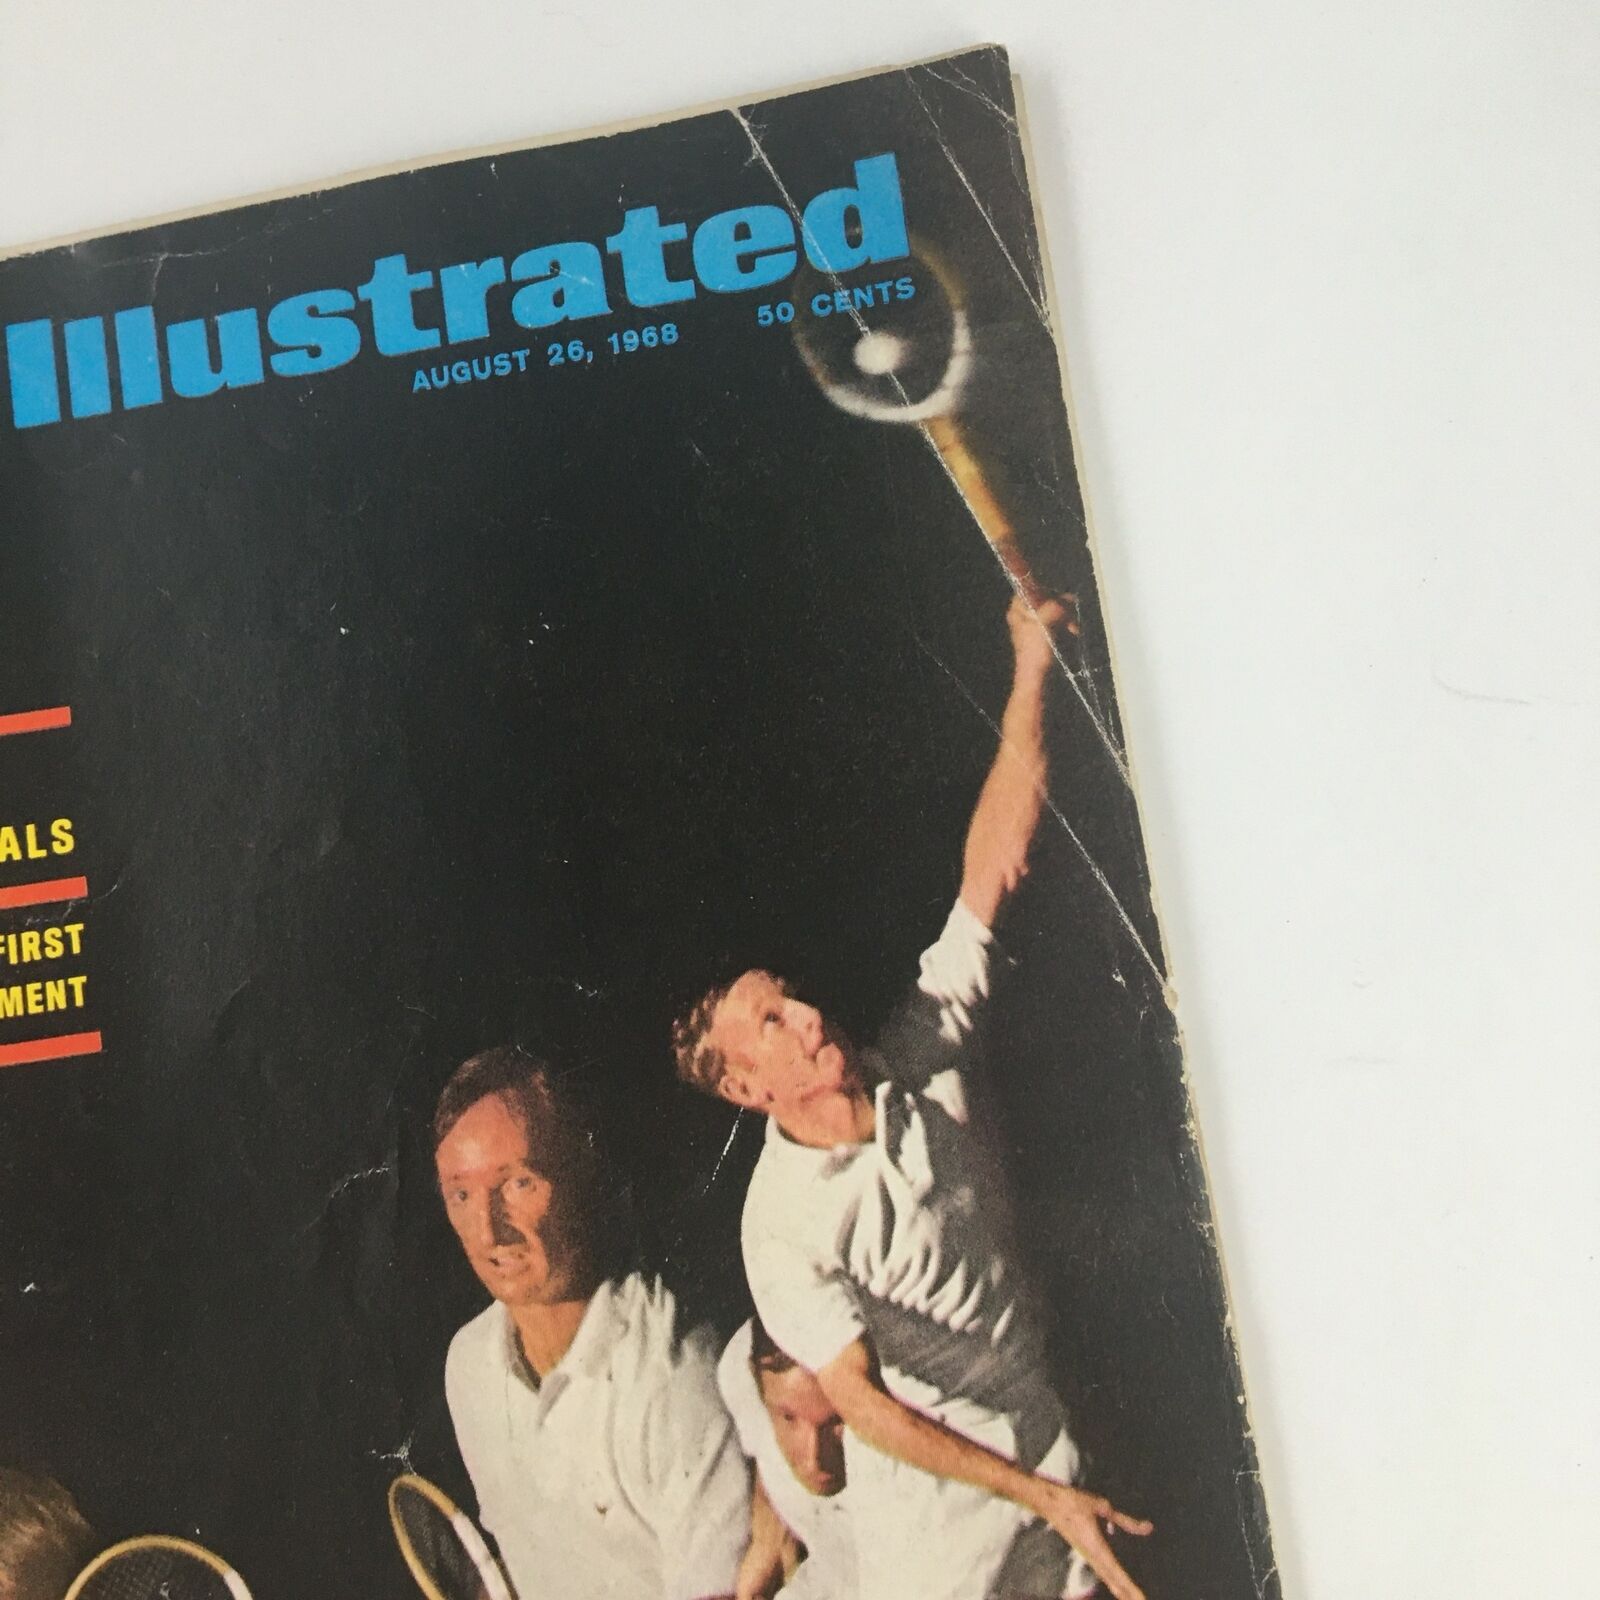 Illustrated
AUGUST 26, 1968
50 CENTS
ALS
FIRST
MENT